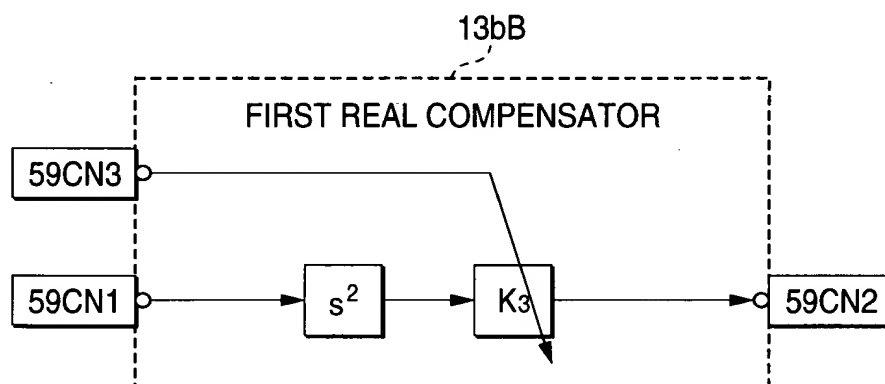 13bB
FIRST REAL COMPENSATOR
59CN3
59CN1
s²
K3
59CN2